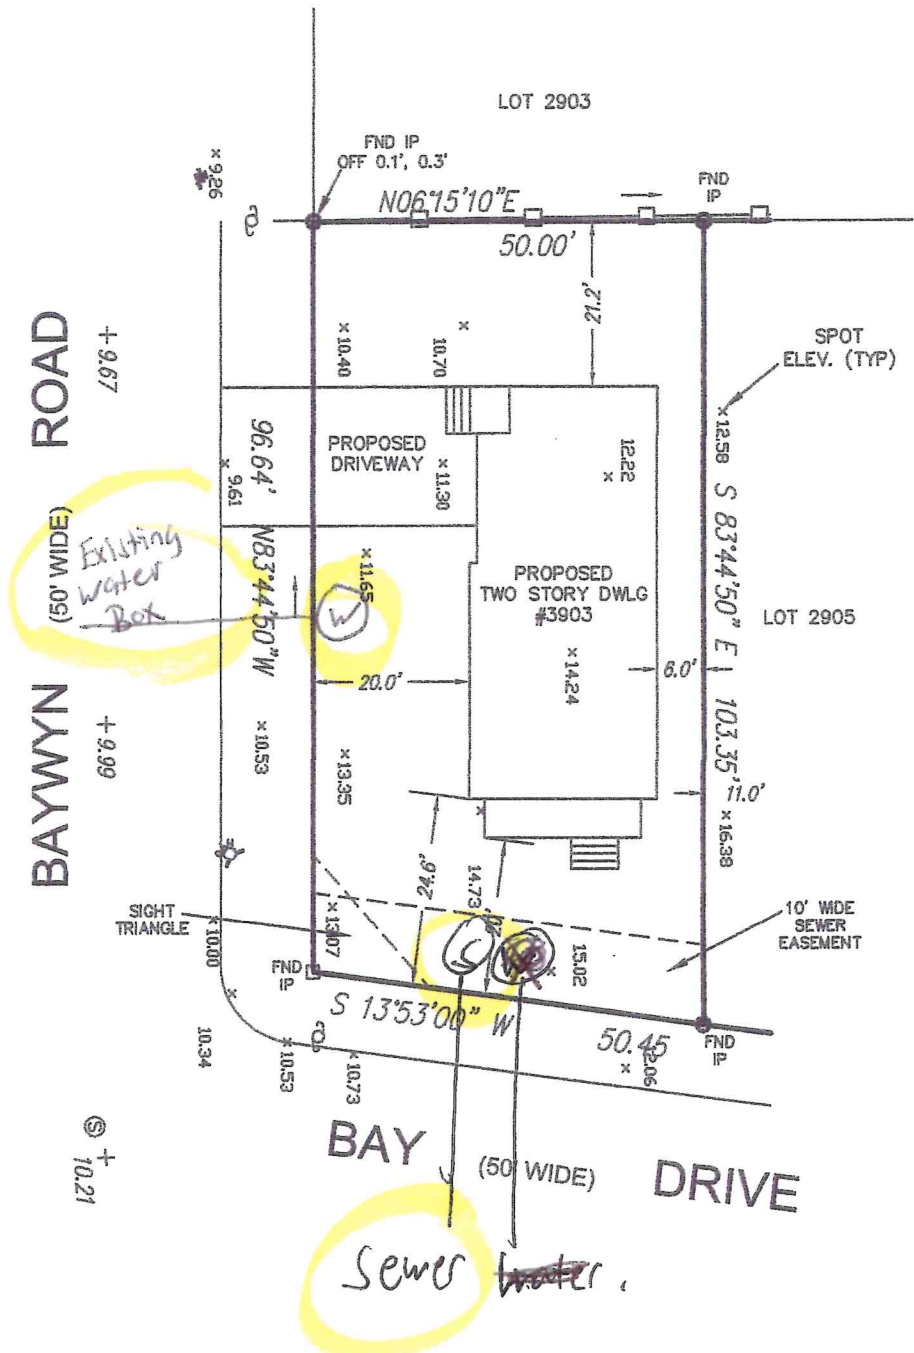 LOT 2903
FND IP
OFF 0.1', 0.3'
FND
IP
N06°15'10"E
50.00'
× 9.26
21.2'
+ 9.67
SPOT
ELEV. (TYP)
× 10.40
× 10.70
× 12.58
ROAD
PROPOSED
DRIVEWAY
96.64' N83°44'50"W
× 9.61
× 11.30
12.22 ×
S 83°44'50" E 103.35'
(50' WIDE)
Existing
Water
Box
× 11.65
W
PROPOSED
TWO STORY DWLG
#3903
LOT 2905
× 14.24
6.0'
20.0'
BAYWYN
+ 9.99
× 10.53
× 13.35
11.0'
× 16.38
24.6'
14.73
20'
SIGHT
TRIANGLE
× 13.07
× 10.00
C
15.02
10' WIDE
SEWER
EASEMENT
FND
IP
S 13°53'00" W
50.45
FND
IP
10.34
× 10.53
× 10.73
× 12.06
S + 10.21
BAY (50' WIDE) DRIVE
Sewer water.